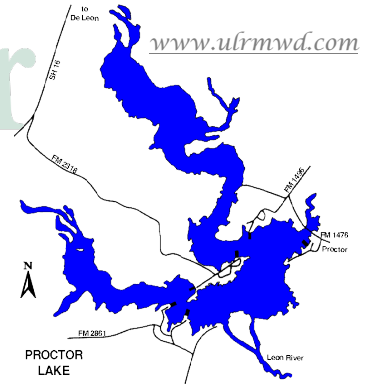 to
De Leon
www.ulrmwd.com
r
SH 16
FM 2318
FM 1496
FM 1476
Proctor
N
FM 2861
PROCTOR
LAKE
Leon River